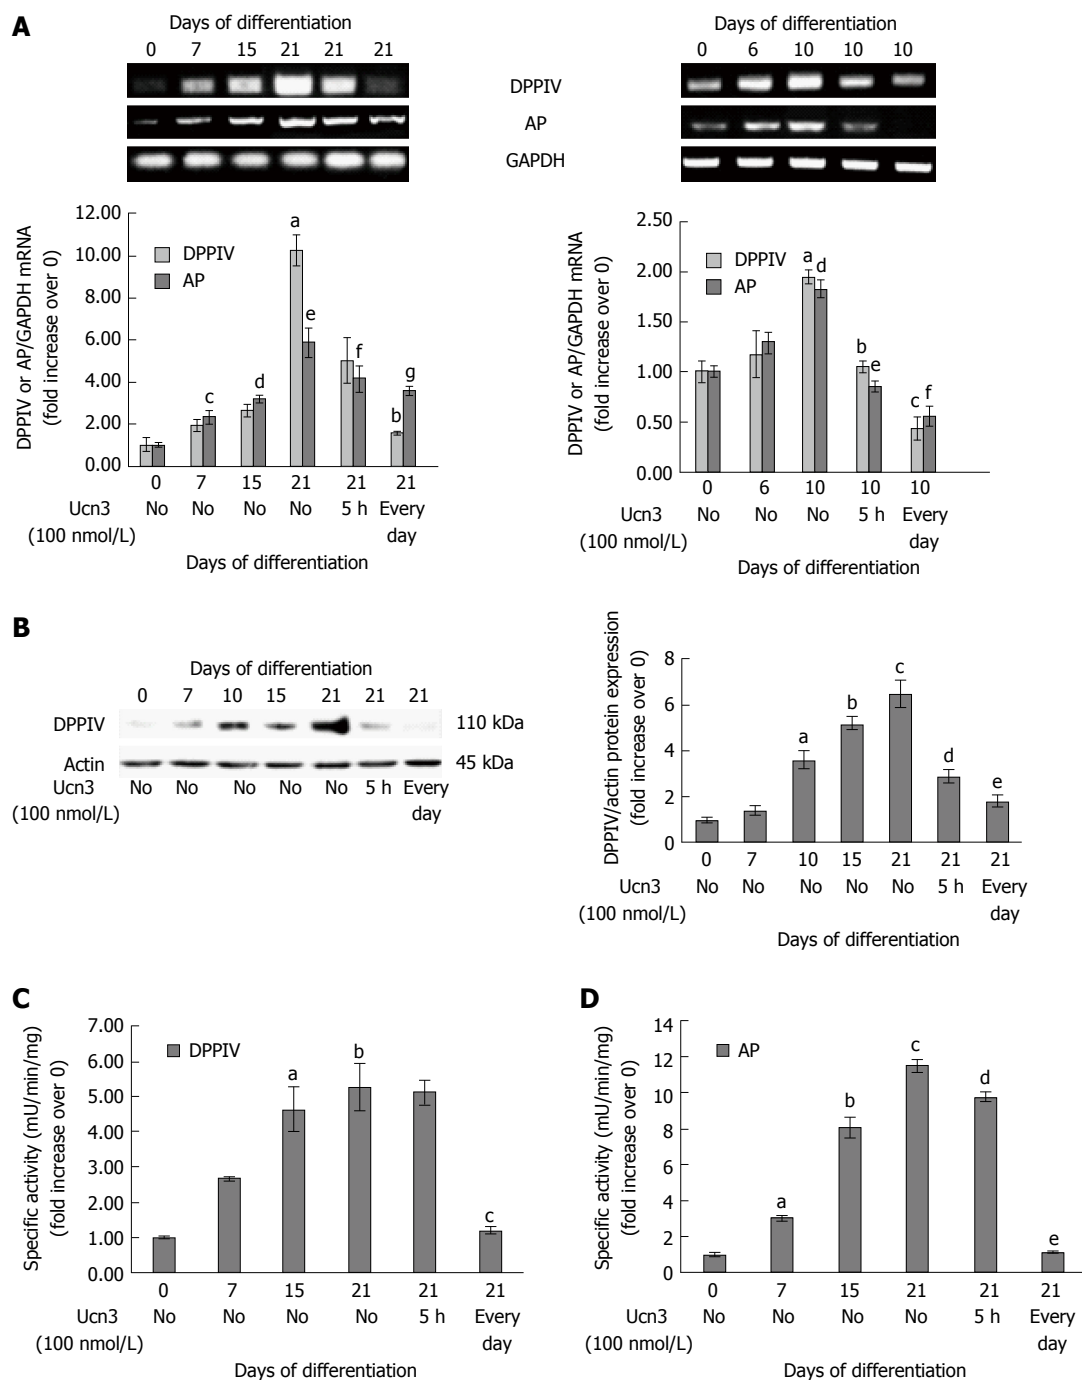 A
Days of differentiation
0 7 15 21 21 21
Days of differentiation
0 6 10 10 10
DPPIV
AP
GAPDH
DPPIV or AP/GAPDH mRNA
(fold increase over 0)
12.00
10.00
8.00
6.00
4.00
2.00
0.00
DPPIV
AP
a
e
c
d
f
g
b
0 7 15 21 21 21
Ucn3 No No No No 5 h Every
(100 nmol/L) day
Days of differentiation
DPPIV or AP/GAPDH mRNA
(fold increase over 0)
2.50
2.00
1.50
1.00
0.50
0.00
DPPIV
AP
a
d
b
e
c
f
0 6 10 10 10
Ucn3 No No No 5 h Every
(100 nmol/L) day
Days of differentiation
B
Days of differentiation
0 7 10 15 21 21 21
DPPIV 110 kDa
Actin 45 kDa
Ucn3 No No No No No 5 h Every
(100 nmol/L) day
DPPIV/actin protein expression
(fold increase over 0)
8
6
4
2
0
a
b
c
d
e
0 7 10 15 21 21 21
Ucn3 No No No No No 5 h Every
(100 nmol/L) day
Days of differentiation
C
Specific activity (mU/min/mg)
(fold increase over 0)
7.00
6.00
5.00
4.00
3.00
2.00
1.00
0.00
DPPIV
a
b
c
0 7 15 21 21 21
Ucn3 No No No No 5 h Every
(100 nmol/L) day
Days of differentiation
D
Specific activity (mU/min/mg)
(fold increase over 0)
14
12
10
8
6
4
2
0
AP
a
b
c
d
e
0 7 15 21 21 21
Ucn3 No No No No 5 h Every
(100 nmol/L) day
Days of differentiation